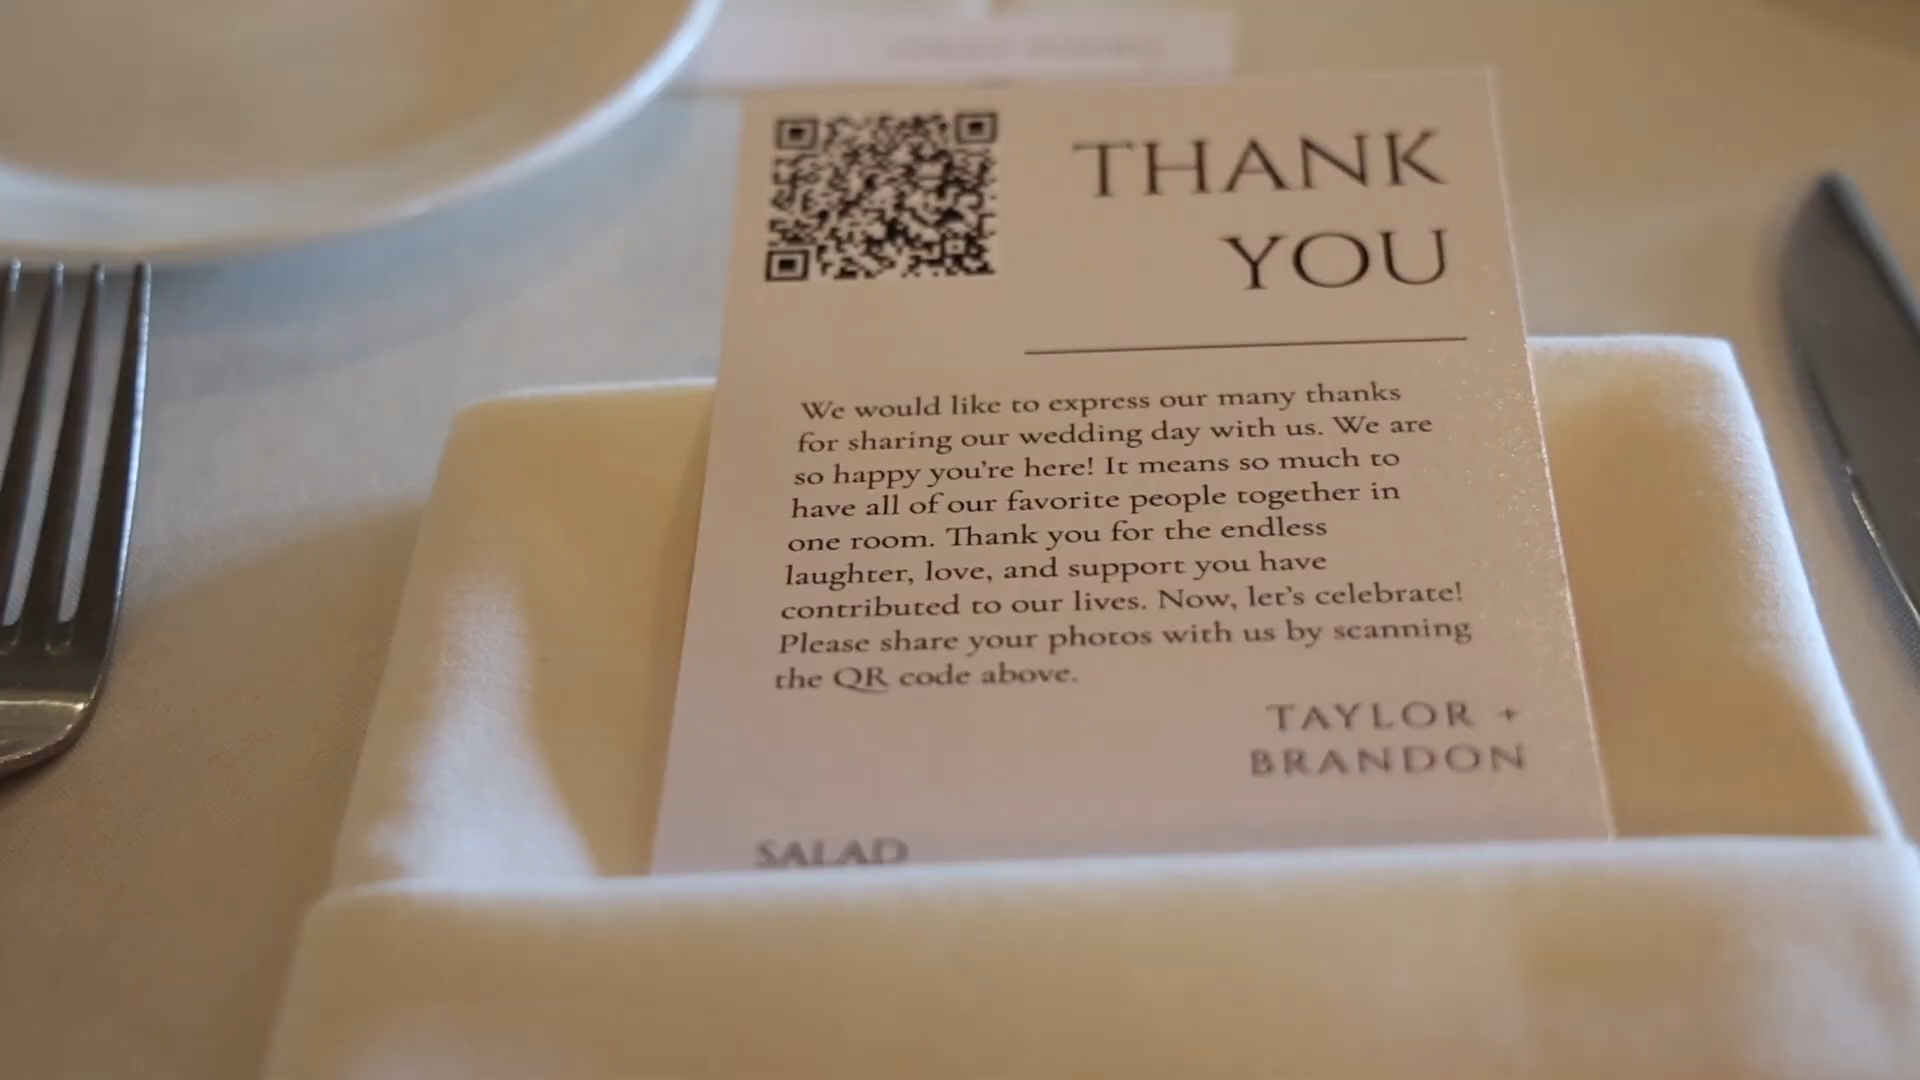 THANK
YOU
We would like to express our many thanks
for sharing our wedding day with us. We are
so happy you're here! It means so much to
have all of our favorite people together in
one room. Thank you for the endless
laughter, love, and support you have
contributed to our lives. Now, let's celebrate!
Please share your photos with us by scanning
the QR code above.
TAYLOR +
BRANDON
SALAD